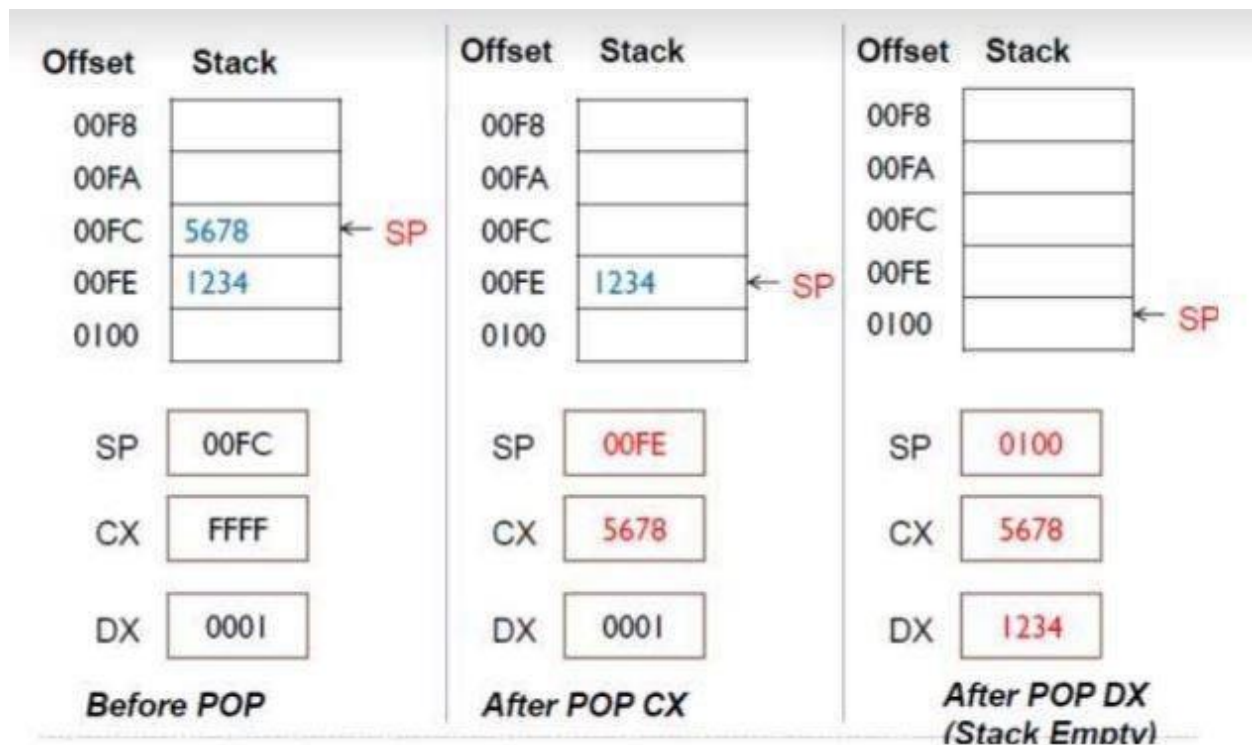 Offset Stack
00F8
00FA
00FC 5678 ← SP
00FE 1234
0100
SP 00FC
CX FFFF
DX 0001
Before POP
Offset Stack
00F8
00FA
00FC
00FE 1234 ← SP
0100
SP 00FE
CX 5678
DX 0001
After POP CX
Offset Stack
00F8
00FA
00FC
00FE
0100 ← SP
SP 0100
CX 5678
DX 1234
After POP DX
(Stack Empty)